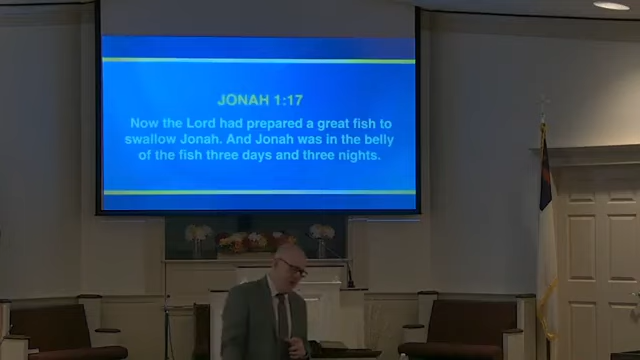 JONAH 1:17
Now the Lord had prepared a great fish to
swallow Jonah. And Jonah was in the belly
of the fish three days and three nights.